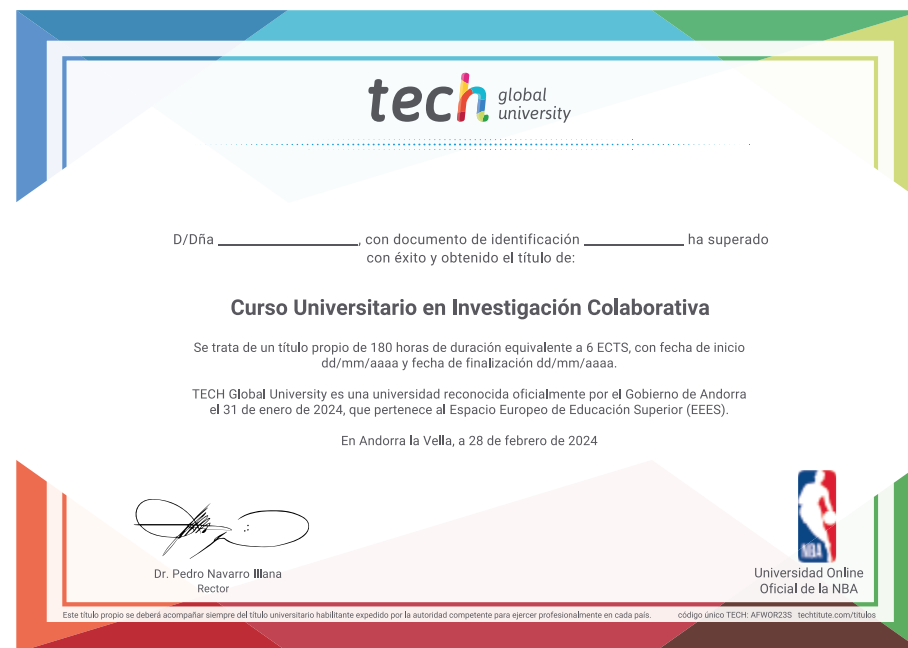 tech global university
D/Dña ____________________, con documento de identificación ______________ ha superado
con éxito y obtenido el título de:
Curso Universitario en Investigación Colaborativa
Se trata de un título propio de 180 horas de duración equivalente a 6 ECTS, con fecha de inicio
dd/mm/aaaa y fecha de finalización dd/mm/aaaa.
TECH Global University es una universidad reconocida oficialmente por el Gobierno de Andorra
el 31 de enero de 2024, que pertenece al Espacio Europeo de Educación Superior (EEES).
En Andorra la Vella, a 28 de febrero de 2024
Dr. Pedro Navarro Illana
Rector
NBA
Universidad Online
Oficial de la NBA
Este título propio se deberá acompañar siempre del título universitario habilitante expedido por la autoridad competente para ejercer profesionalmente en cada país. código único TECH: AFWOR23S techtitute.com/titulos